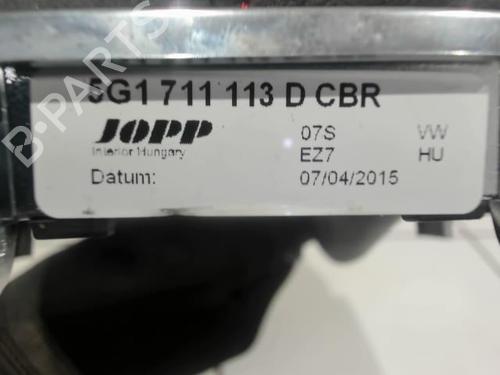 5G1 711 113 D CBR
JOPP 07S VW
Interior Hungary EZ7 HU
Datum: 07/04/2015
B-PARTS